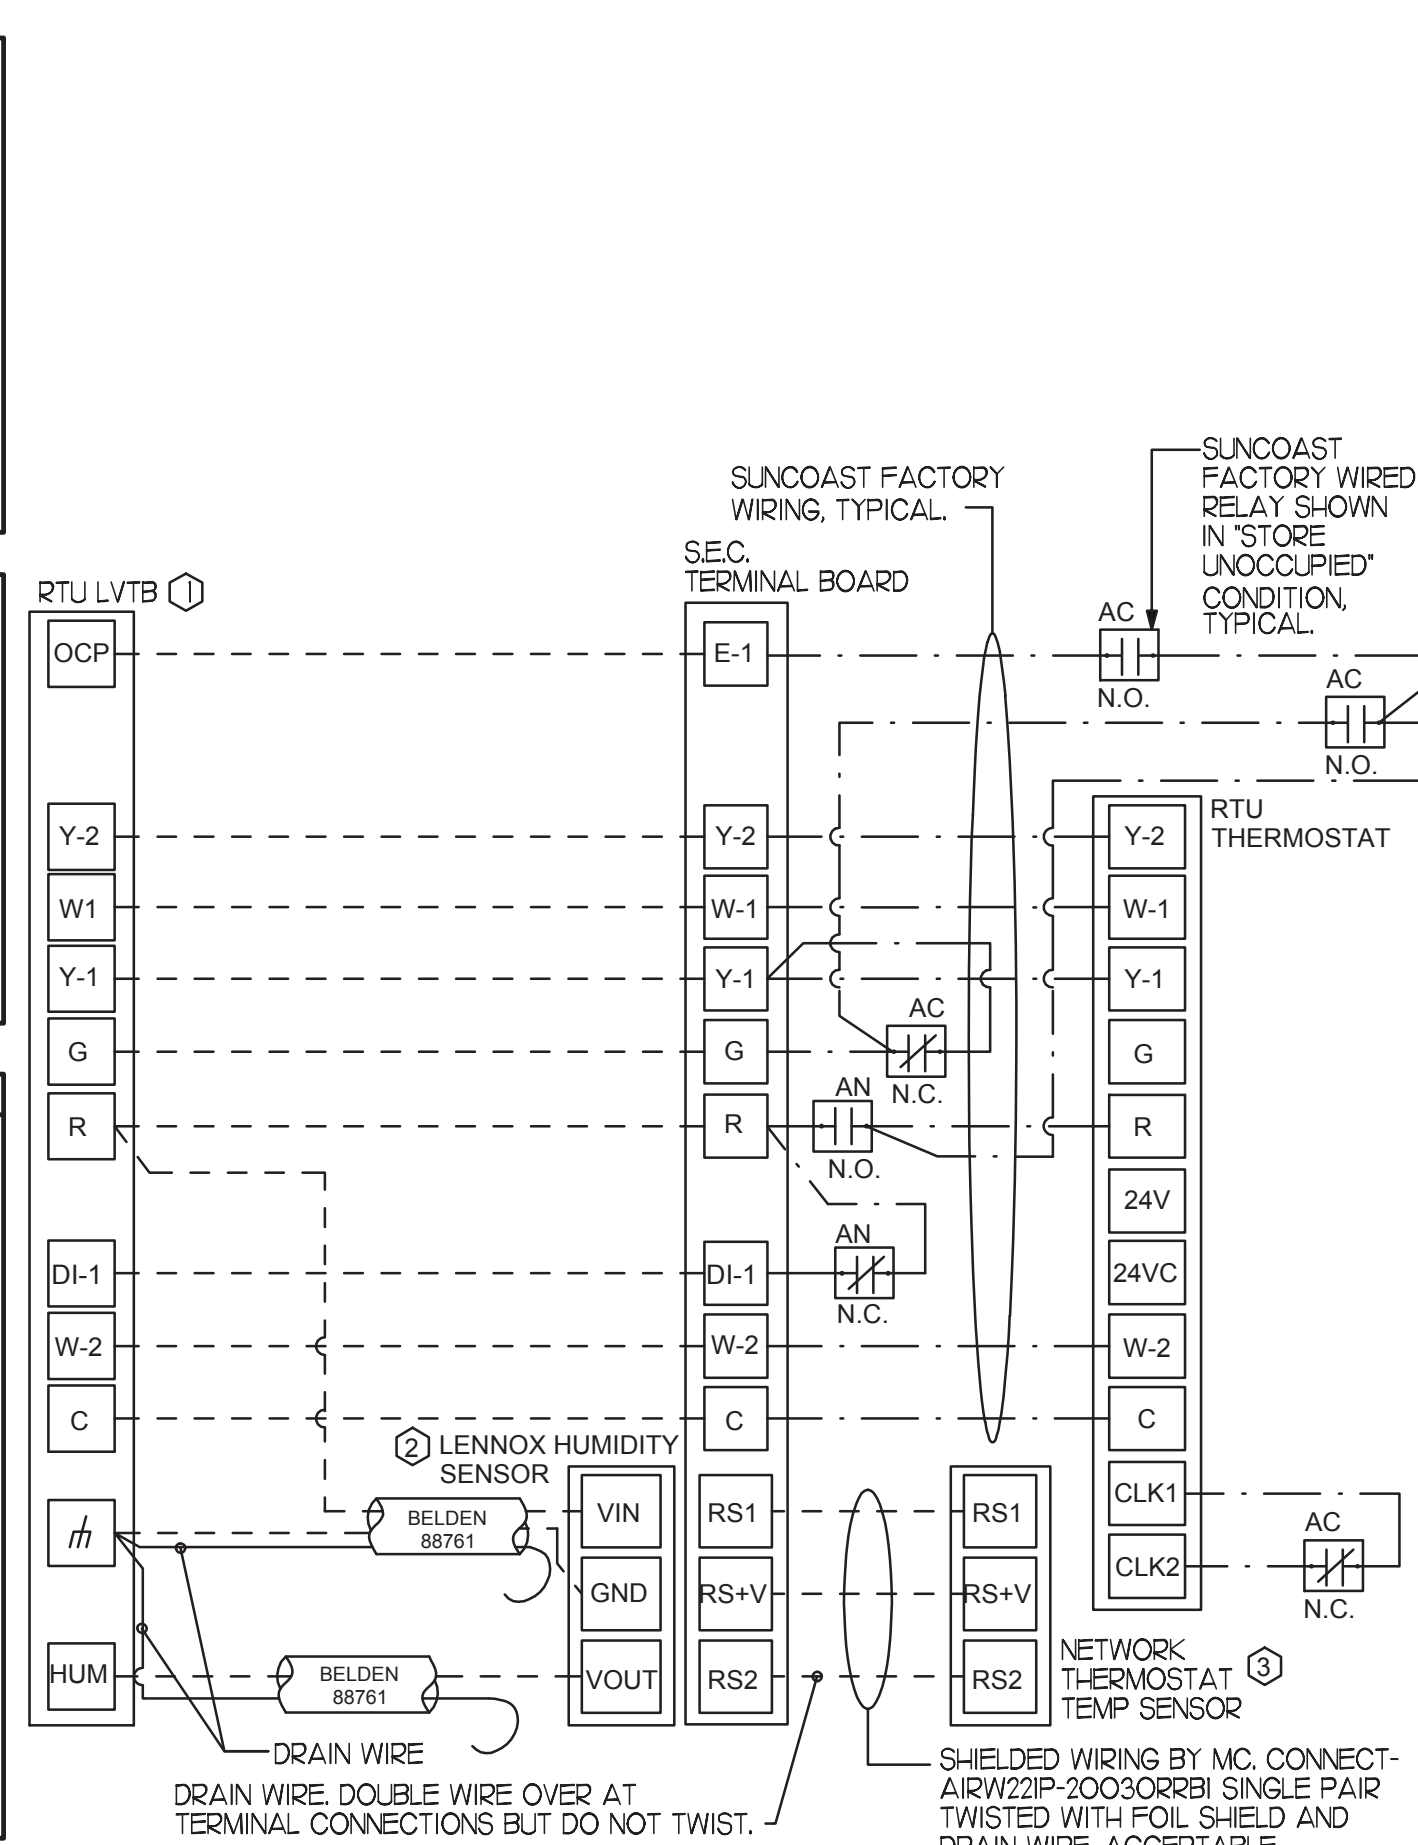 SUNCOAST FACTORY
WIRING, TYPICAL.
SUNCOAST
FACTORY WIRED
RELAY SHOWN
IN "STORE
UNOCCUPIED"
CONDITION,
TYPICAL.
S.E.C.
TERMINAL BOARD
RTU LVTB 1
OCP
E-1
AC
N.O.
AC
N.O.
RTU
THERMOSTAT
Y-2
Y-2
Y-2
W1
W-1
W-1
Y-1
Y-1
Y-1
AC
N.C.
G
G
G
AN
N.O.
R
R
R
24V
AN
N.C.
DI-1
DI-1
24VC
W-2
W-2
W-2
C
C
C
2 LENNOX HUMIDITY
SENSOR
BELDEN
88761
VIN
GND
VOUT
RS1
RS+V
RS2
RS1
RS+V
RS2
CLK1
CLK2
AC
N.C.
HUM
BELDEN
88761
NETWORK
THERMOSTAT 3
TEMP SENSOR
DRAIN WIRE
DRAIN WIRE. DOUBLE WIRE OVER AT
TERMINAL CONNECTIONS BUT DO NOT TWIST.
SHIELDED WIRING BY MC. CONNECT-
AIRW221P-20030RRB1 SINGLE PAIR
TWISTED WITH FOIL SHIELD AND
DRAIN WIRE. ACCEPTABLE